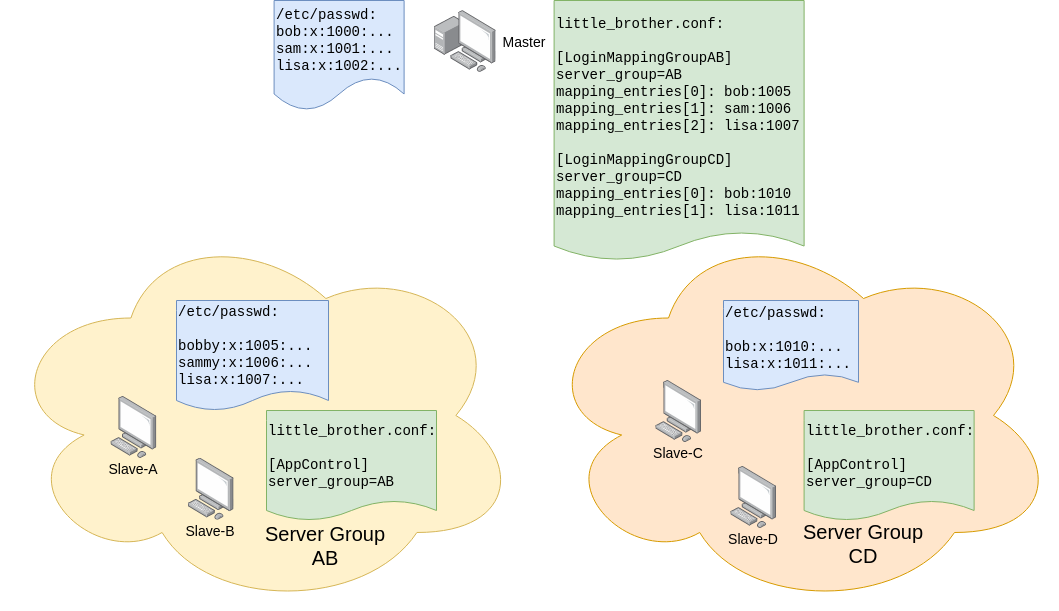 /etc/passwd:
bob:x:1000:...
sam:x:1001:...
lisa:x:1002:...
Master
little_brother.conf:
[LoginMappingGroupAB]
server_group=AB
mapping_entries[0]: bob:1005
mapping_entries[1]: sam:1006
mapping_entries[2]: lisa:1007
[LoginMappingGroupCD]
server_group=CD
mapping_entries[0]: bob:1010
mapping_entries[1]: lisa:1011
/etc/passwd:
bobby:x:1005:...
sammy:x:1006:...
lisa:x:1007:...
Slave-A
Slave-B
little_brother.conf:
[AppControl]
server_group=AB
Server Group
AB
/etc/passwd:
bob:x:1010:...
lisa:x:1011:...
Slave-C
Slave-D
little_brother.conf:
[AppControl]
server_group=CD
Server Group
CD